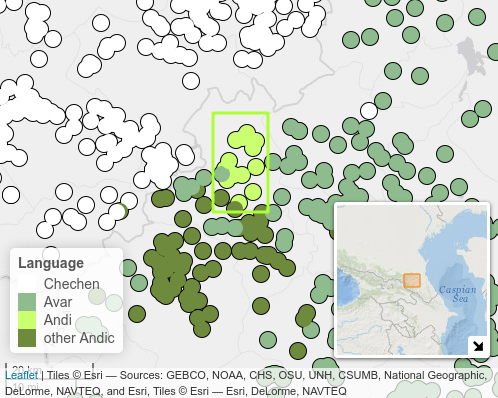 Caspian
Sea
Language
Chechen
Avar
Andi
other Andic
Leaflet | Tiles © Esri — Sources: GEBCO, NOAA, CHS, OSU, UNH, CSUMB, National Geographic,
DeLorme, NAVTEQ, and Esri, Tiles © Esri — Esri, DeLorme, NAVTEQ